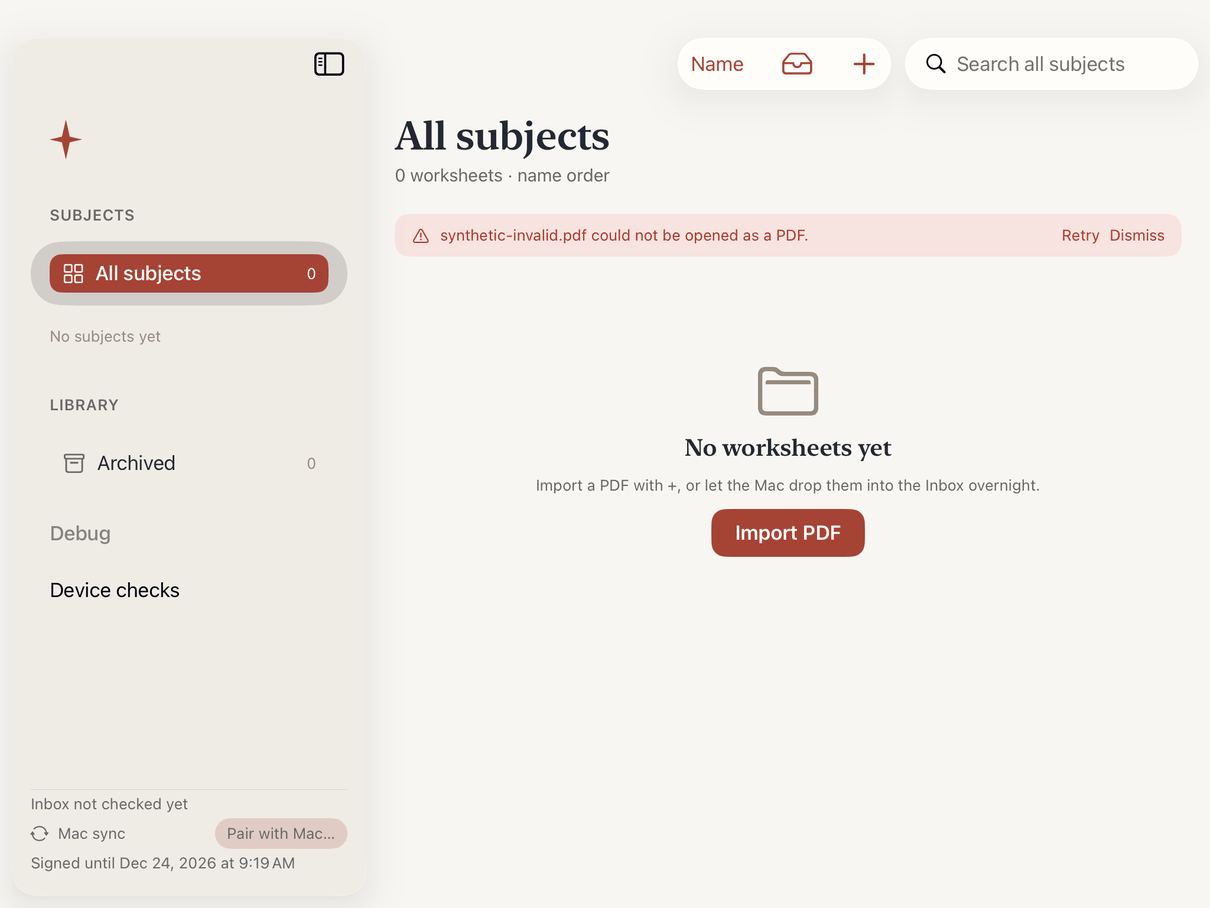 Name
Search all subjects
SUBJECTS
All subjects 0
No subjects yet
LIBRARY
Archived 0
Debug
Device checks
Inbox not checked yet
Mac sync Pair with Mac...
Signed until Dec 24, 2026 at 9:19 AM
All subjects
0 worksheets · name order
synthetic-invalid.pdf could not be opened as a PDF. Retry Dismiss
No worksheets yet
Import a PDF with +, or let the Mac drop them into the Inbox overnight.
Import PDF